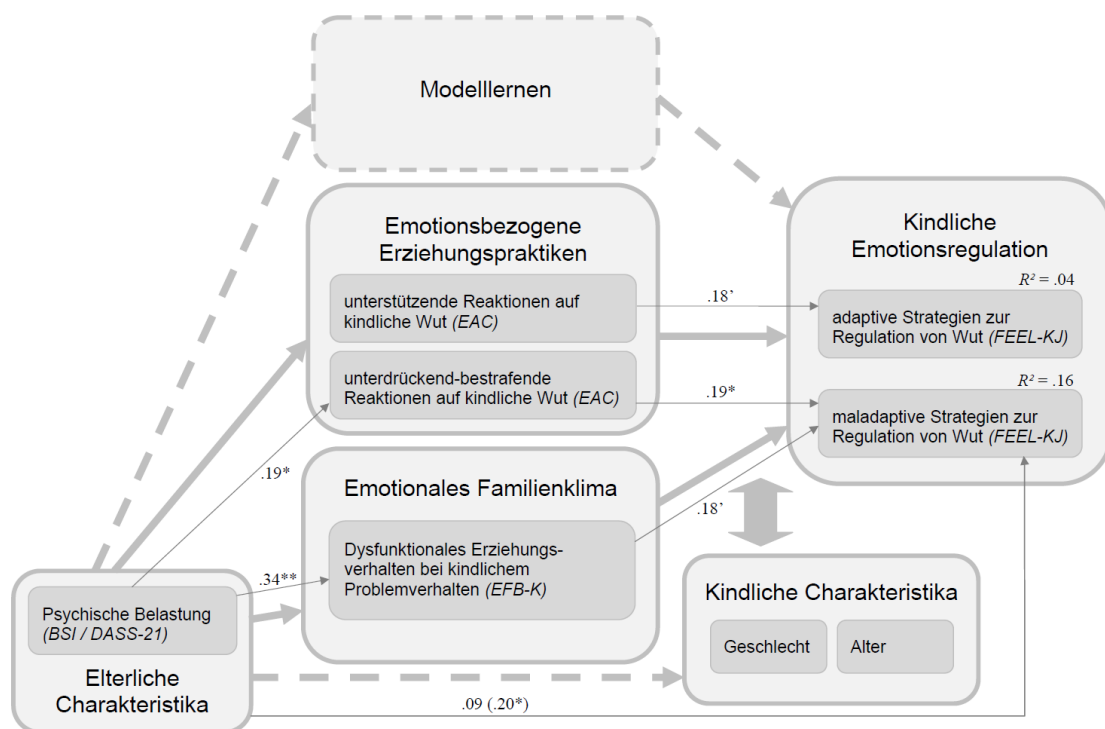 Modelllernen
Emotionsbezogene
Erziehungspraktiken
unterstützende Reaktionen auf
kindliche Wut (EAC)
unterdrückend-bestrafende
Reaktionen auf kindliche Wut (EAC)
.18’
.19*
Kindliche
Emotionsregulation
R² = .04
adaptive Strategien zur
Regulation von Wut (FEEL-KJ)
R² = .16
maladaptive Strategien zur
Regulation von Wut (FEEL-KJ)
.19*
Emotionales Familienklima
Dysfunktionales Erziehungs-
verhalten bei kindlichem
Problemverhalten (EFB-K)
.18’
.34**
Psychische Belastung
(BSI / DASS-21)
Elterliche
Charakteristika
Kindliche Charakteristika
Geschlecht
Alter
.09 (.20*)